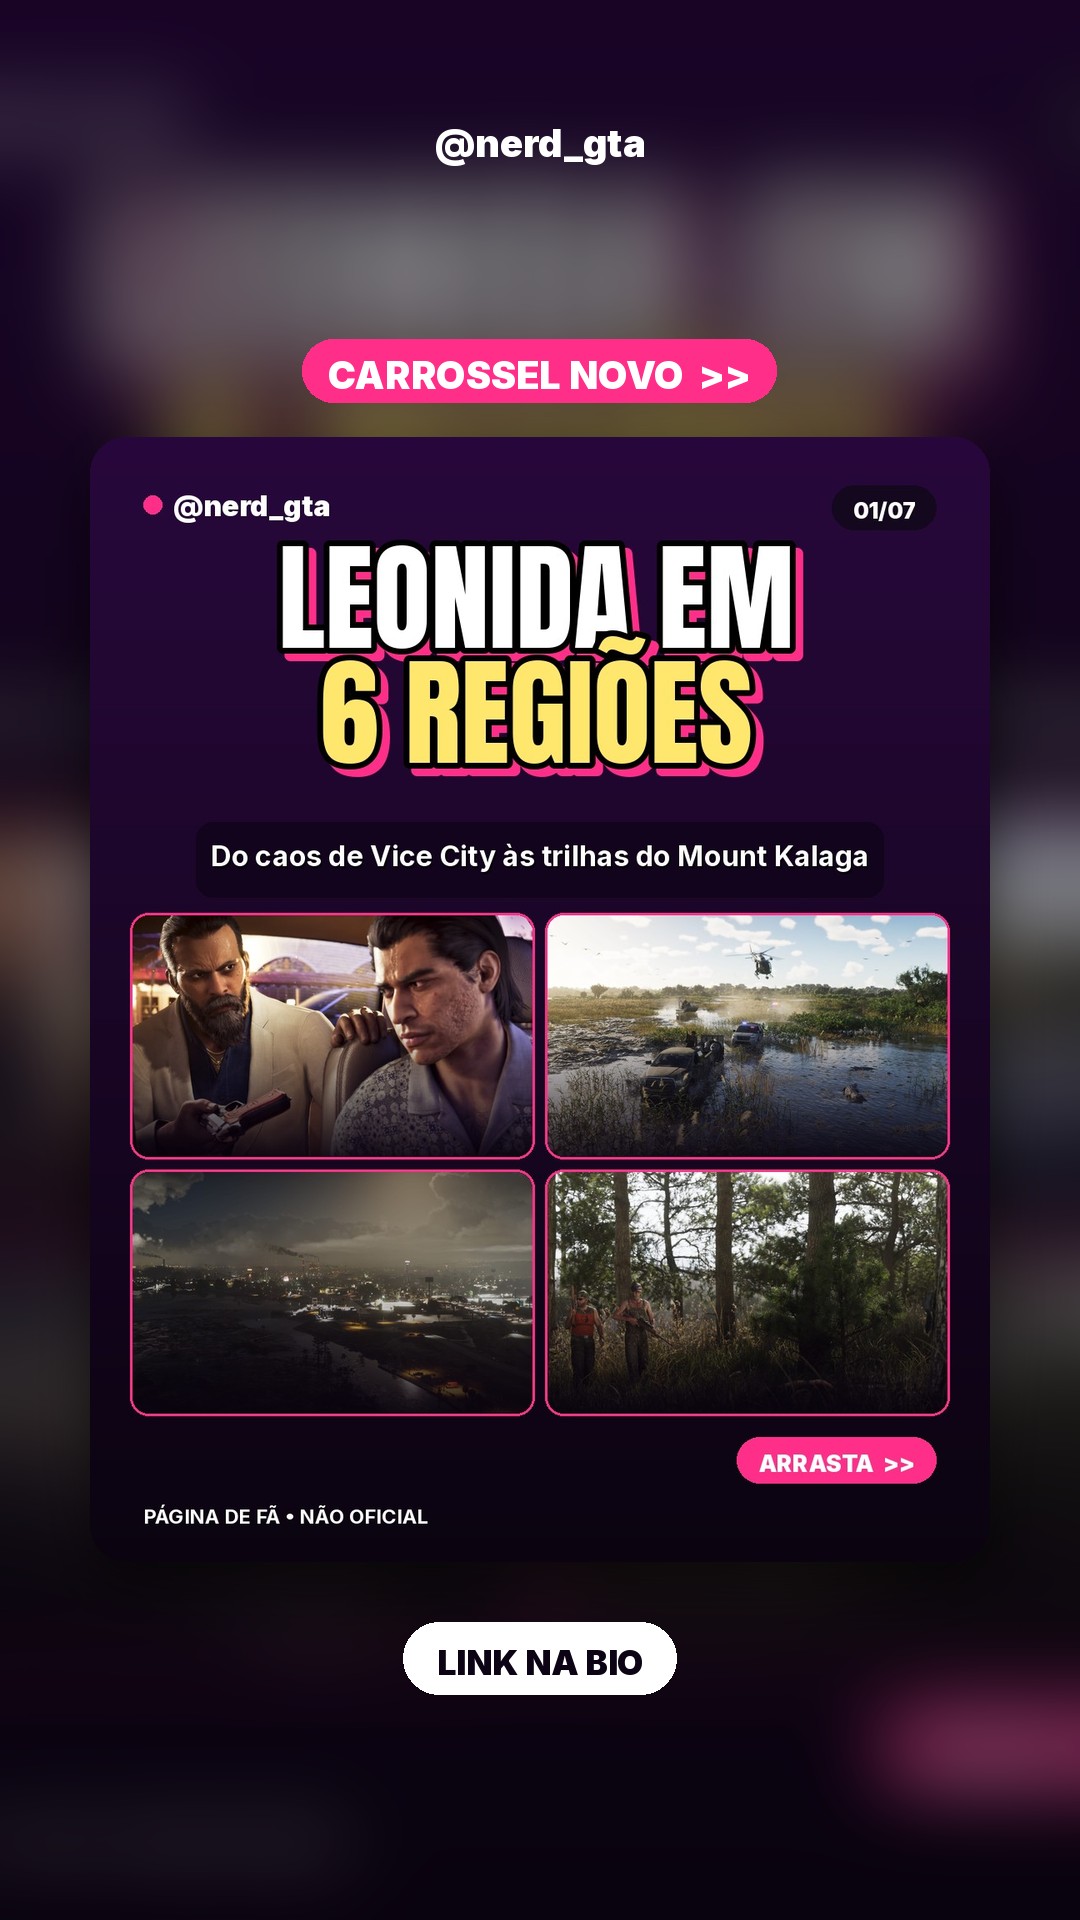 @nerd_gta
CARROSSEL NOVO >>
@nerd_gta
01/07
LEONIDA EM
6 REGIÕES
Do caos de Vice City às trilhas do Mount Kalaga
ARRASTA >>
PÁGINA DE FÃ • NÃO OFICIAL
LINK NA BIO